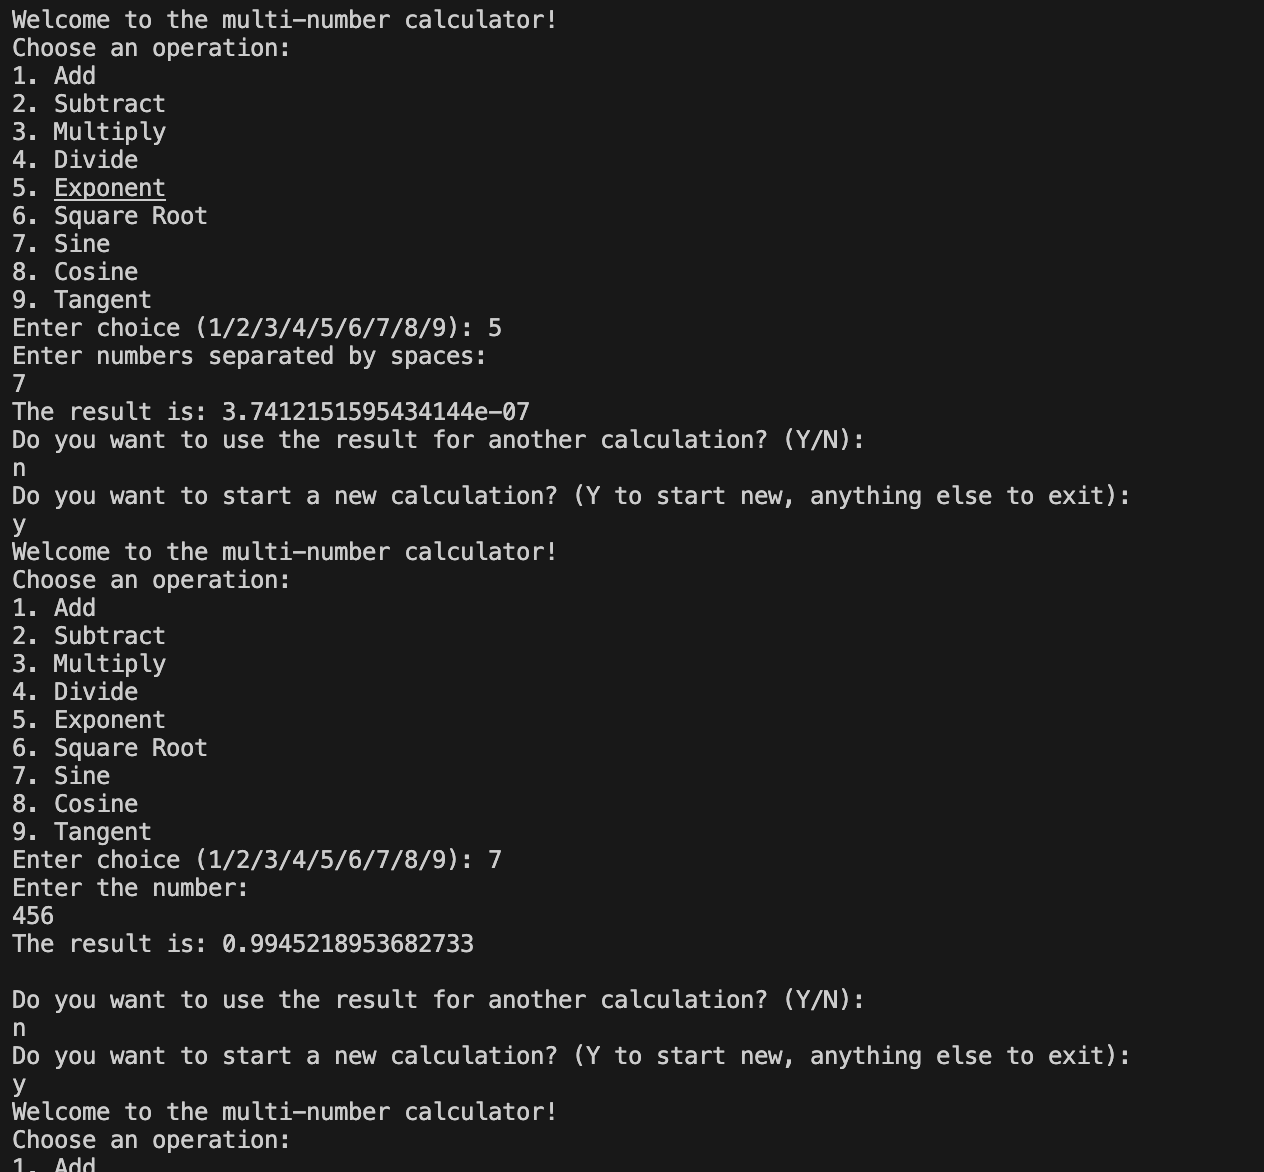 Welcome to the multi-number calculator!
Choose an operation:
1. Add
2. Subtract
3. Multiply
4. Divide
5. Exponent
6. Square Root
7. Sine
8. Cosine
9. Tangent
Enter choice (1/2/3/4/5/6/7/8/9): 5
Enter numbers separated by spaces:
7
The result is: 3.7412151595434144e-07
Do you want to use the result for another calculation? (Y/N):
n
Do you want to start a new calculation? (Y to start new, anything else to exit):
y
Welcome to the multi-number calculator!
Choose an operation:
1. Add
2. Subtract
3. Multiply
4. Divide
5. Exponent
6. Square Root
7. Sine
8. Cosine
9. Tangent
Enter choice (1/2/3/4/5/6/7/8/9): 7
Enter the number:
456
The result is: 0.9945218953682733
Do you want to use the result for another calculation? (Y/N):
n
Do you want to start a new calculation? (Y to start new, anything else to exit):
y
Welcome to the multi-number calculator!
Choose an operation:
1. Add